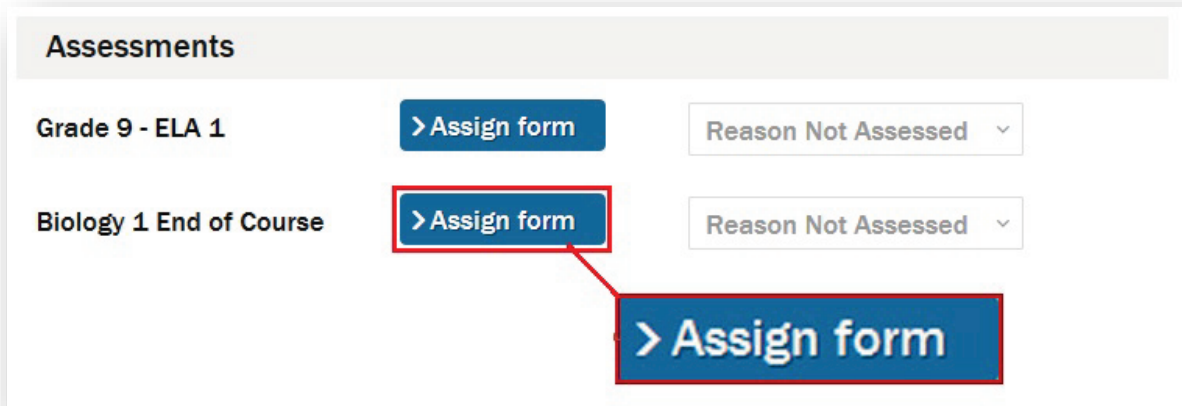 Assessments
Grade 9 - ELA 1 > Assign form Reason Not Assessed
Biology 1 End of Course > Assign form Reason Not Assessed
> Assign form